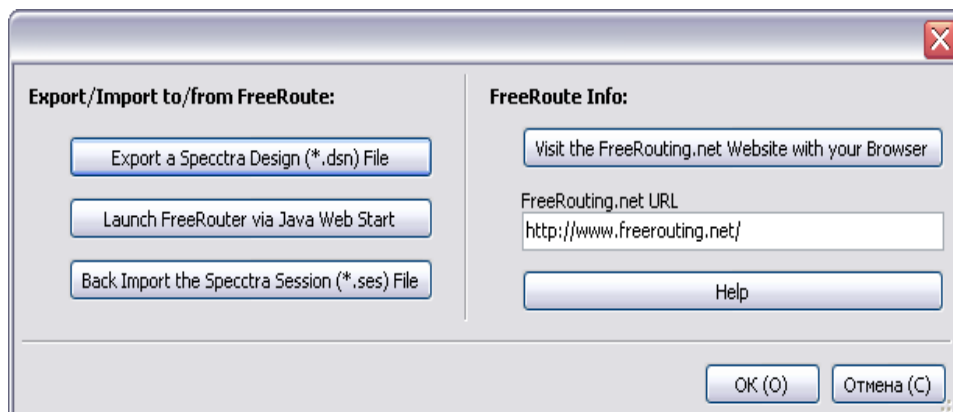 Export/Import to/from FreeRoute:
Export a Specctra Design (*.dsn) File
Launch FreeRouter via Java Web Start
Back Import the Specctra Session (*.ses) File
FreeRoute Info:
Visit the FreeRouting.net Website with your Browser
FreeRouting.net URL
http://www.freerouting.net/
Help
OK (O)
Отмена (C)